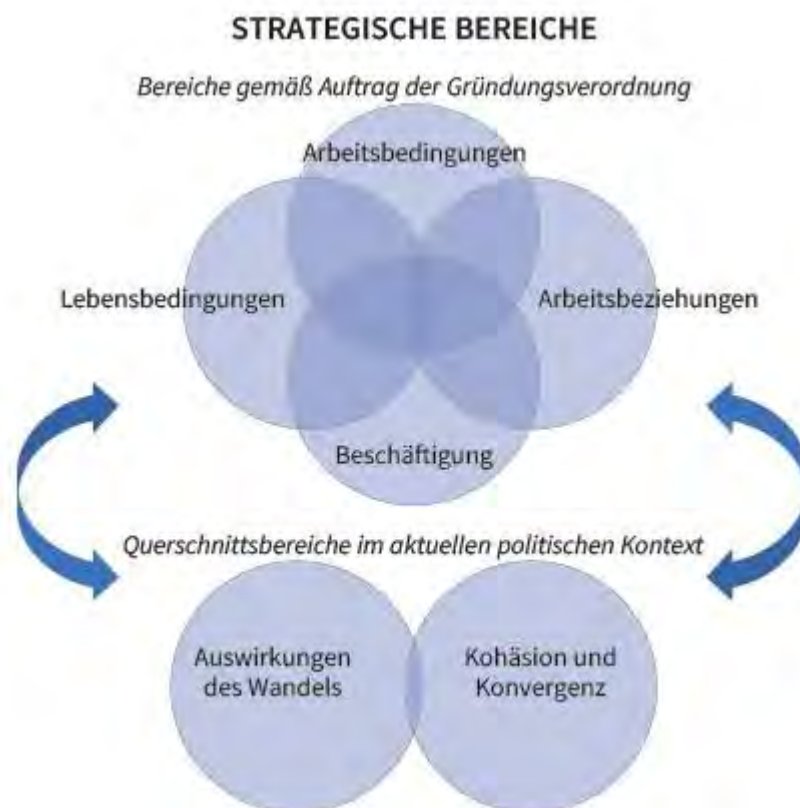 STRATEGISCHE BEREICHE
Bereiche gemäß Auftrag der Gründungsverordnung
Arbeitsbedingungen
Lebensbedingungen
Arbeitsbeziehungen
Beschäftigung
Querschnittsbereiche im aktuellen politischen Kontext
Auswirkungen
des Wandels
Kohäsion und
Konvergenz